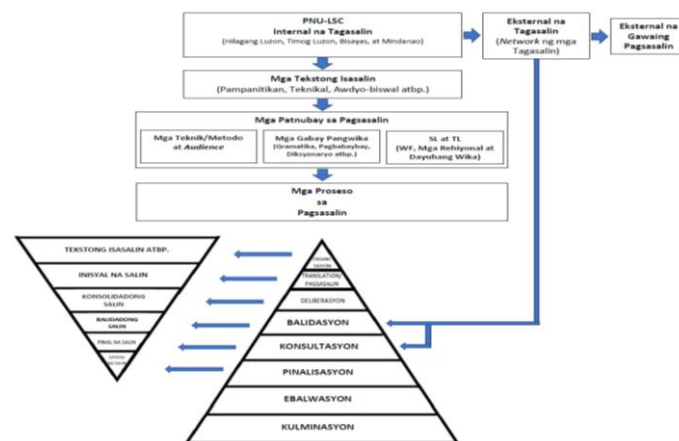 PNU-LSC
Internal na Tagasalin
(Hilagang Luzon, Timog Luzon, Bisayas, at Mindanao)
Eksternal na
Tagasalin
(Network ng mga
Tagasalin)
Eksternal na
Gawaing
Pagsasalin
Mga Tekstong Isasalin
(Pampanitikan, Teknikal, Awdyo-biswal atbp.)
Mga Patnubay sa Pagsasalin
Mga Teknik/Metodo
at Audience
Mga Gabay Pangwika
(Gramatika, Pagbabaybay,
Diksyonaryo atbp.)
SL at TL
(WF, Mga Rehiyonal at
Dayuhang Wika)
Mga Proseso
sa
Pagsasalin
TEKSTONG ISASALIN ATBP.
INISYAL NA SALIN
KONSOLIDADONG
SALIN
BALIDADONG
SALIN
PINAL NA SALIN
TRANSLATION/
PAGSASALIN
DELIBERASYON
BALIDASYON
KONSULTASYON
PINALISASYON
EBALWASYON
KULMINASYON